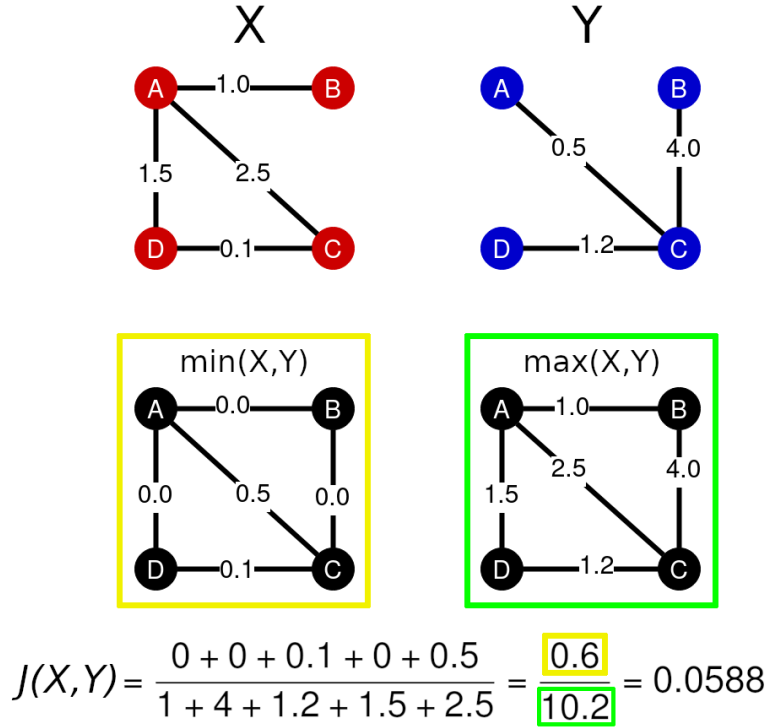 X Y
A 1.0 B A B
1.5 2.5 0.5 4.0
D 0.1 C D 1.2 C
min(X,Y) max(X,Y)
A 0.0 B A 1.0 B
0.0 0.5 0.0 1.5 2.5 4.0
D 0.1 C D 1.2 C
J(X,Y) = (0 + 0 + 0.1 + 0 + 0.5) / (1 + 4 + 1.2 + 1.5 + 2.5) = 0.6 / 10.2 = 0.0588